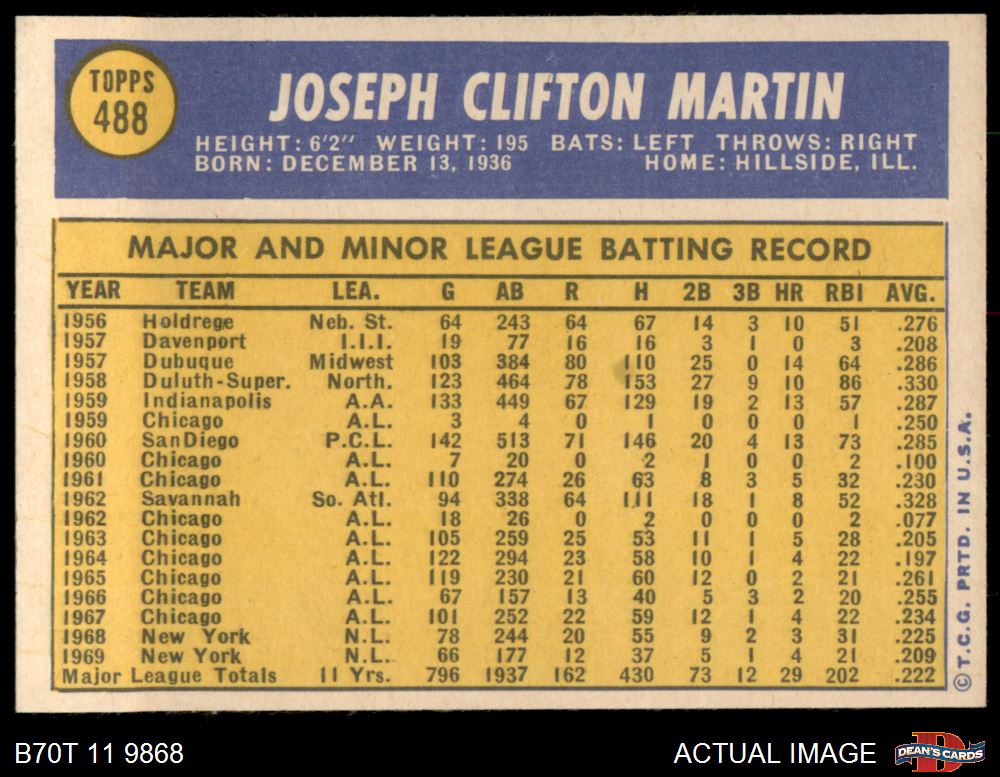 TOPPS
488
JOSEPH CLIFTON MARTIN
HEIGHT: 6'2" WEIGHT: 195 BATS: LEFT THROWS: RIGHT
BORN: DECEMBER 13, 1936 HOME: HILLSIDE, ILL.
MAJOR AND MINOR LEAGUE BATTING RECORD
YEAR TEAM LEA. G AB R H 2B 3B HR RBI AVG.
1956 Holdrege Neb. St. 64 243 64 67 14 3 10 51 .276
1957 Davenport I.I.I. 19 77 16 16 3 1 0 3 .208
1957 Dubuque Midwest 103 384 80 110 25 0 14 64 .286
1958 Duluth-Super. North. 123 464 78 153 27 9 10 86 .330
1959 Indianapolis A.A. 133 449 67 129 19 2 13 57 .287
1959 Chicago A.L. 3 4 0 1 0 0 0 1 .250
1960 SanDiego P.C.L. 142 513 71 146 20 4 13 73 .285
1960 Chicago A.L. 7 20 0 2 1 0 0 2 .100
1961 Chicago A.L. 110 274 26 63 8 3 5 32 .230
1962 Savannah So. Atl. 94 338 64 111 18 1 8 52 .328
1962 Chicago A.L. 18 26 0 2 0 0 0 2 .077
1963 Chicago A.L. 105 259 25 53 11 1 5 28 .205
1964 Chicago A.L. 122 294 23 58 10 1 4 22 .197
1965 Chicago A.L. 119 230 21 60 12 0 2 21 .261
1966 Chicago A.L. 67 157 13 40 5 3 2 20 .255
1967 Chicago A.L. 101 252 22 59 12 1 4 22 .234
1968 New York N.L. 78 244 20 55 9 2 3 31 .225
1969 New York N.L. 66 177 12 37 5 1 4 21 .209
Major League Totals 11 Yrs. 796 1937 162 430 73 12 29 202 .222
©T.C.G. PRTD. IN U.S.A.
B70T 11 9868
ACTUAL IMAGE
DEAN'S CARDS